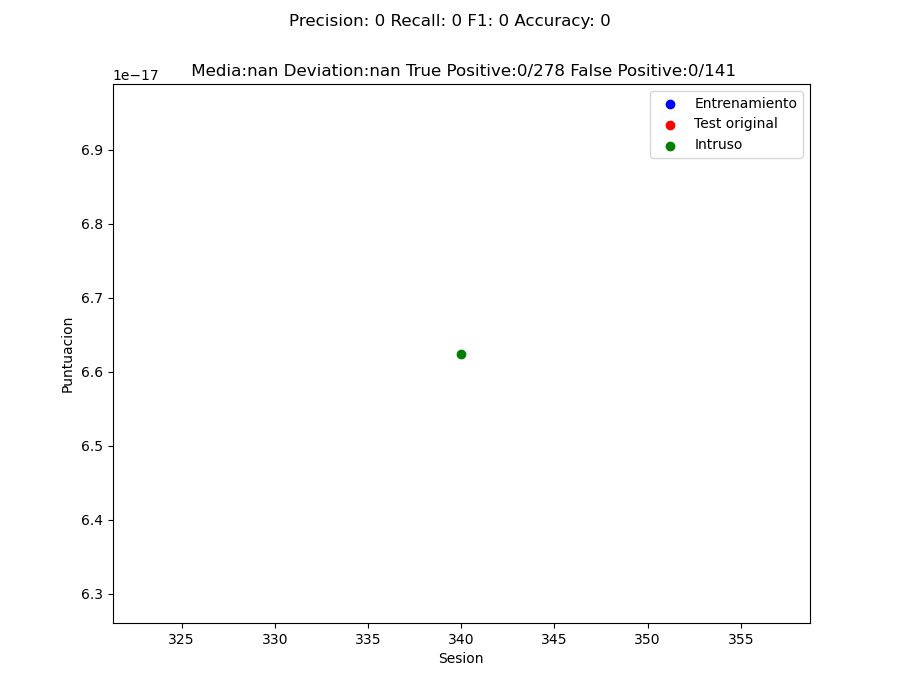 Precision: 0 Recall: 0 F1: 0 Accuracy: 0
Media:nan Deviation:nan True Positive:0/278 False Positive:0/141
1e−17
Entrenamiento
Test original
Intruso
6.9
6.8
6.7
6.6
6.5
6.4
6.3
Puntuacion
325 330 335 340 345 350 355
Sesion